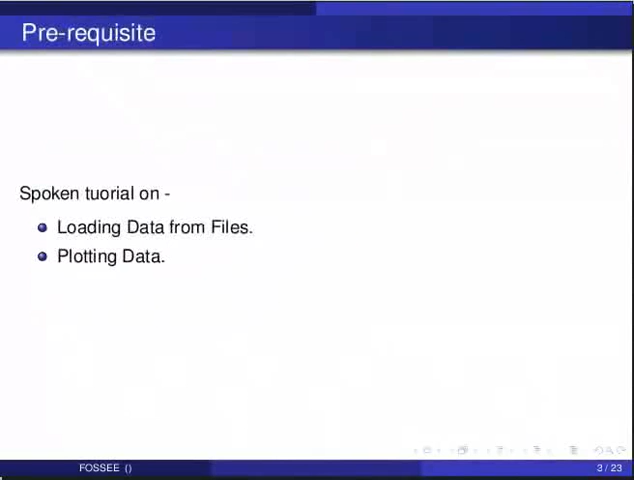 Pre-requisite
Spoken tuorial on -
Loading Data from Files.
Plotting Data.
FOSSEE ()
3 / 23